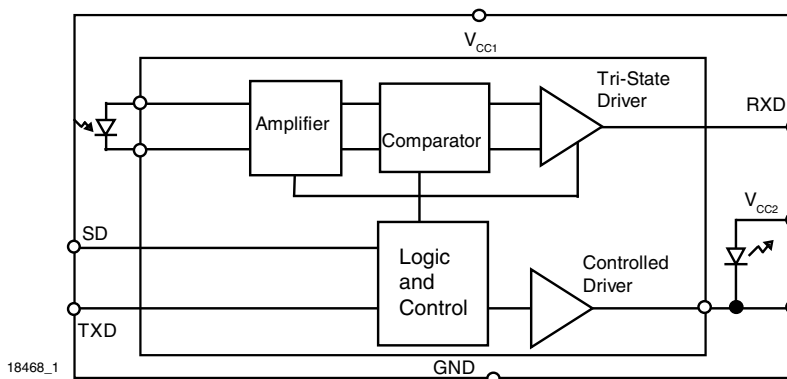 V_CC1
Tri-State
Driver
RXD
Amplifier
Comparator
V_CC2
SD
Logic
and
Control
Controlled
Driver
TXD
GND
18468_1